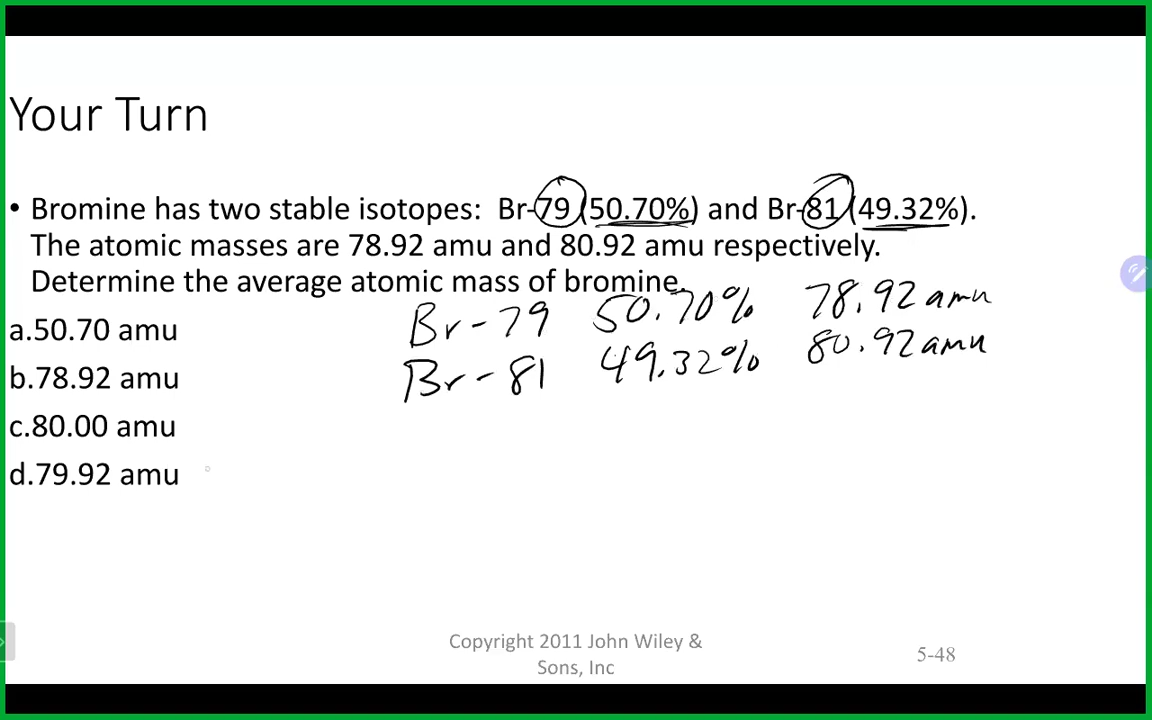 Your Turn
• Bromine has two stable isotopes: Br-79 (50.70%) and Br-81 (49.32%).
The atomic masses are 78.92 amu and 80.92 amu respectively.
Determine the average atomic mass of bromine.
Br-79 50.70% 78.92 amu
Br-81 49.32% 80.92 amu
a.50.70 amu
b.78.92 amu
c.80.00 amu
d.79.92 amu
Copyright 2011 John Wiley &
Sons, Inc
5-48